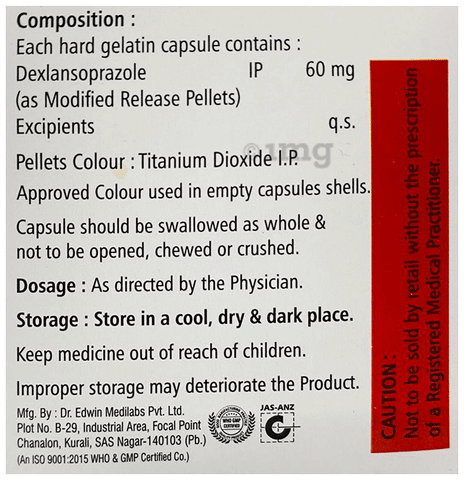 Composition :
Each hard gelatin capsule contains :
Dexlansoprazole IP 60 mg
(as Modified Release Pellets)
Excipients q.s.
Pellets Colour : Titanium Dioxide I.P.
Approved Colour used in empty capsules shells.
Capsule should be swallowed as whole &
not to be opened, chewed or crushed.
Dosage : As directed by the Physician.
Storage : Store in a cool, dry & dark place.
Keep medicine out of reach of children.
Improper storage may deteriorate the Product.
Mfg. By : Dr. Edwin Medilabs Pvt. Ltd.
Plot No. B-29, Industrial Area, Focal Point
Chanalon, Kurali, SAS Nagar-140103 (Pb.)
(An ISO 9001:2015 WHO & GMP Certified Co.)
WHO-GMP
CERTIFIED
JAS-ANZ
CAUTION :
Not to be sold by retail without the prescription
of a Registered Medical Practitioner.
1mg